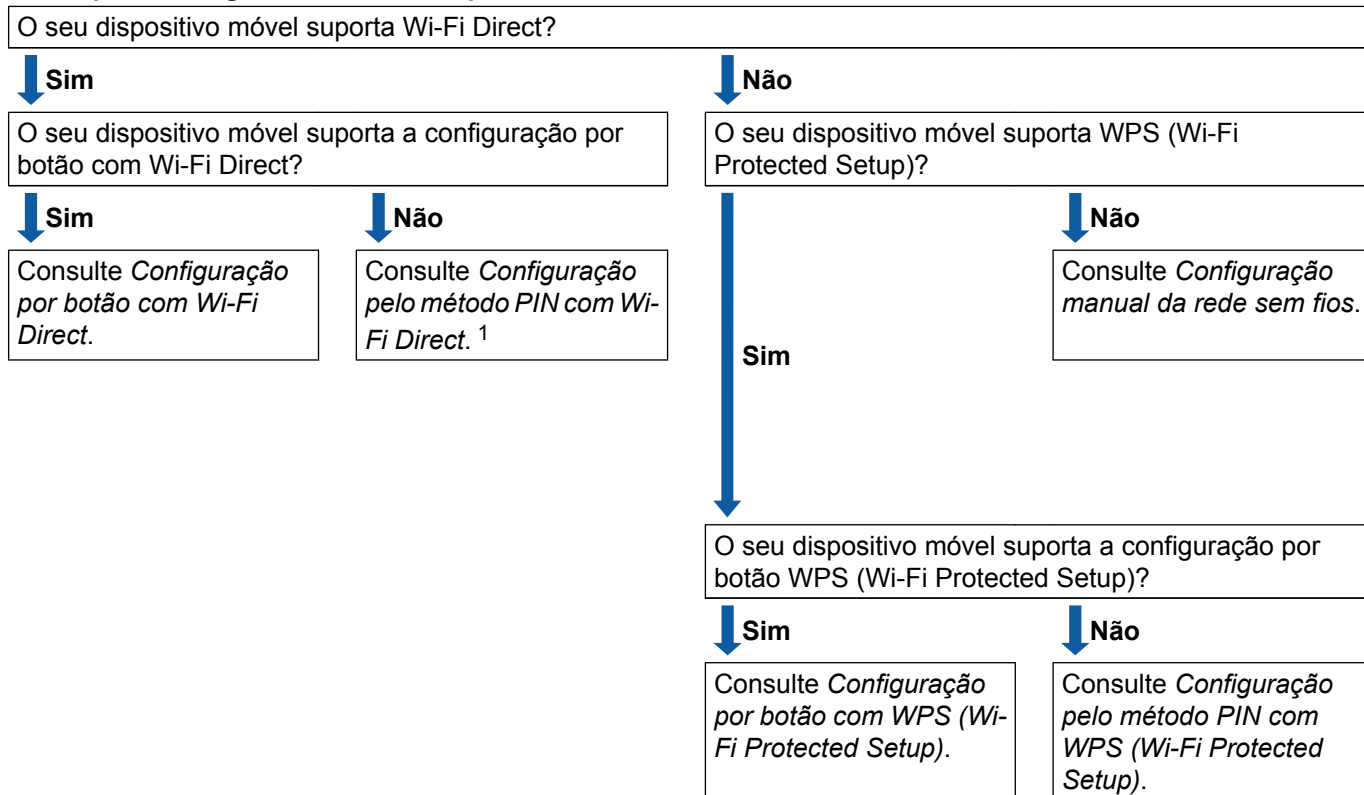 O seu dispositivo móvel suporta Wi-Fi Direct?
Sim
Não
O seu dispositivo móvel suporta a configuração por
botão com Wi-Fi Direct?
O seu dispositivo móvel suporta WPS (Wi-Fi
Protected Setup)?
Sim
Não
Não
Consulte Configuração
por botão com Wi-Fi
Direct.
Consulte Configuração
pelo método PIN com Wi-
Fi Direct. 1
Consulte Configuração
manual da rede sem fios.
Sim
O seu dispositivo móvel suporta a configuração por
botão WPS (Wi-Fi Protected Setup)?
Sim
Não
Consulte Configuração
por botão com WPS (Wi-
Fi Protected Setup).
Consulte Configuração
pelo método PIN com
WPS (Wi-Fi Protected
Setup).